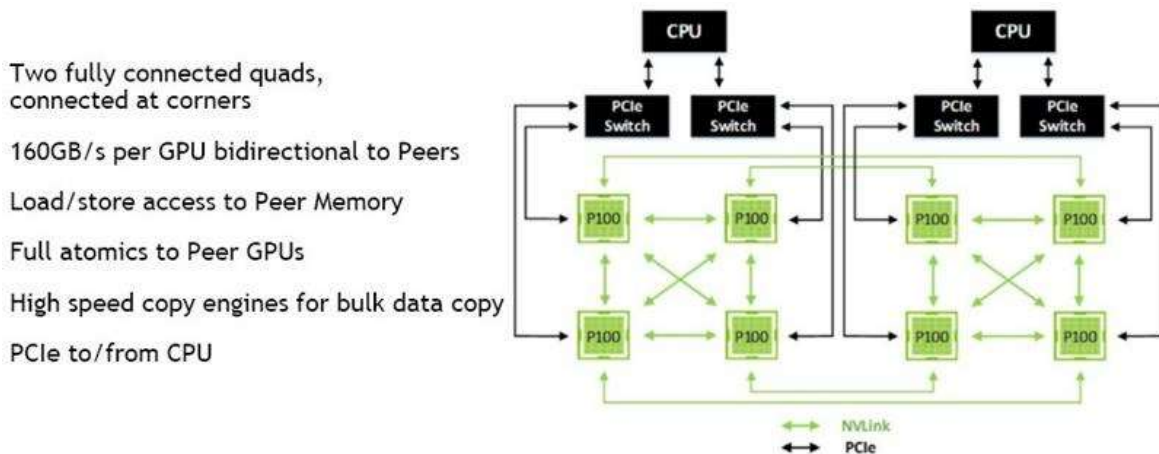 Two fully connected quads,
connected at corners
160GB/s per GPU bidirectional to Peers
Load/store access to Peer Memory
Full atomics to Peer GPUs
High speed copy engines for bulk data copy
PCIe to/from CPU
CPU
CPU
PCIe
Switch
PCIe
Switch
PCIe
Switch
PCIe
Switch
P100
P100
P100
P100
P100
P100
P100
P100
NVLink
PCIe